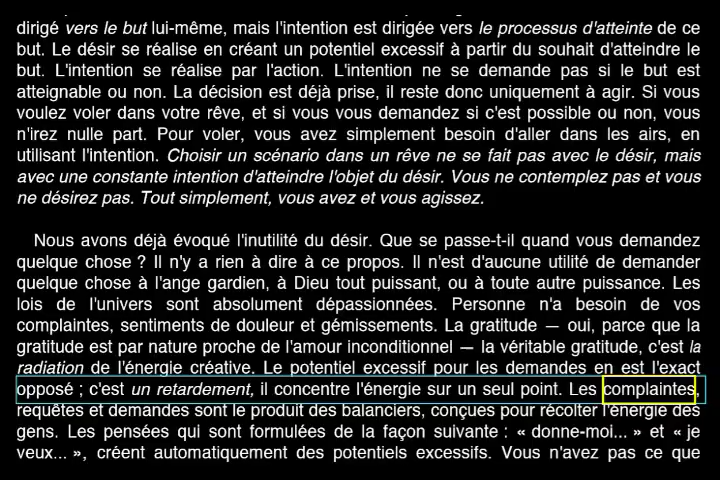 dirigé vers le but lui-même, mais l'intention est dirigée vers le processus d'atteinte de ce
but. Le désir se réalise en créant un potentiel excessif à partir du souhait d'atteindre le
but. L'intention se réalise par l'action. L'intention ne se demande pas si le but est
atteignable ou non. La décision est déjà prise, il reste donc uniquement à agir. Si vous
voulez voler dans votre rêve, et si vous vous demandez si c'est possible ou non, vous
n'irez nulle part. Pour voler, vous avez simplement besoin d'aller dans les airs, en
utilisant l'intention. Choisir un scénario dans un rêve ne se fait pas avec le désir, mais
avec une constante intention d'atteindre l'objet du désir. Vous ne contemplez pas et vous
ne désirez pas. Tout simplement, vous avez et vous agissez.
Nous avons déjà évoqué l'inutilité du désir. Que se passe-t-il quand vous demandez
quelque chose ? Il n'y a rien à dire à ce propos. Il n'est d'aucune utilité de demander
quelque chose à l'ange gardien, à Dieu tout puissant, ou à toute autre puissance. Les
lois de l'univers sont absolument dépassionnées. Personne n'a besoin de vos
complaintes, sentiments de douleur et gémissements. La gratitude — oui, parce que la
gratitude est par nature proche de l'amour inconditionnel — la véritable gratitude, c'est la
radiation de l'énergie créative. Le potentiel excessif pour les demandes en est l'exact
opposé ; c'est un retardement, il concentre l'énergie sur un seul point. Les complaintes,
requêtes et demandes sont le produit des balanciers, conçues pour récolter l'énergie des
gens. Les pensées qui sont formulées de la façon suivante : « donne-moi... » et « je
veux... », créent automatiquement des potentiels excessifs. Vous n'avez pas ce que